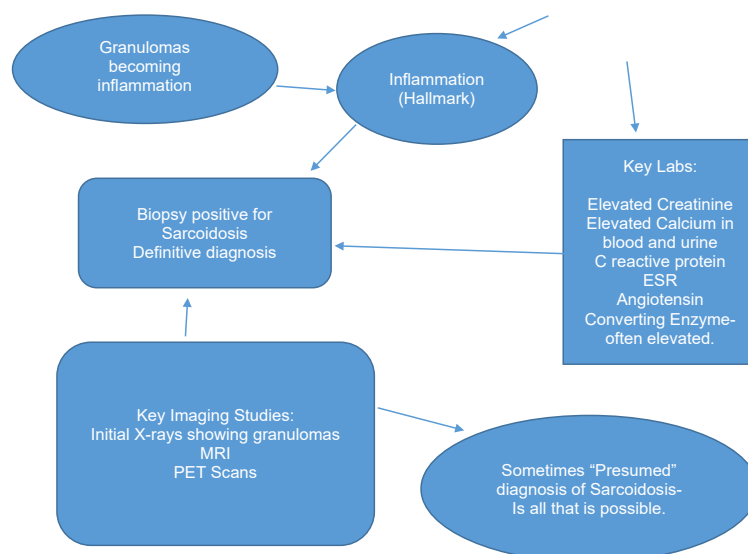 Granulomas
becoming
inflammation
Inflammation
(Hallmark)
Key Labs:
Elevated Creatinine
Elevated Calcium in
blood and urine
C reactive protein
ESR
Angiotensin
Converting Enzyme-
often elevated.
Biopsy positive for
Sarcoidosis
Definitive diagnosis
Key Imaging Studies:
Initial X-rays showing granulomas
MRI
PET Scans
Sometimes “Presumed”
diagnosis of Sarcoidosis-
Is all that is possible.